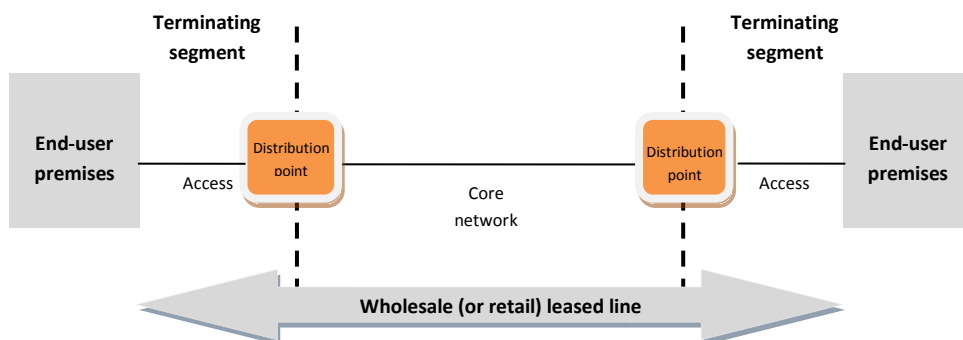 Terminating
segment
Terminating
segment
End-user
premises
Distribution
point
Distribution
point
End-user
premises
Access
Core
network
Access
Wholesale (or retail) leased line